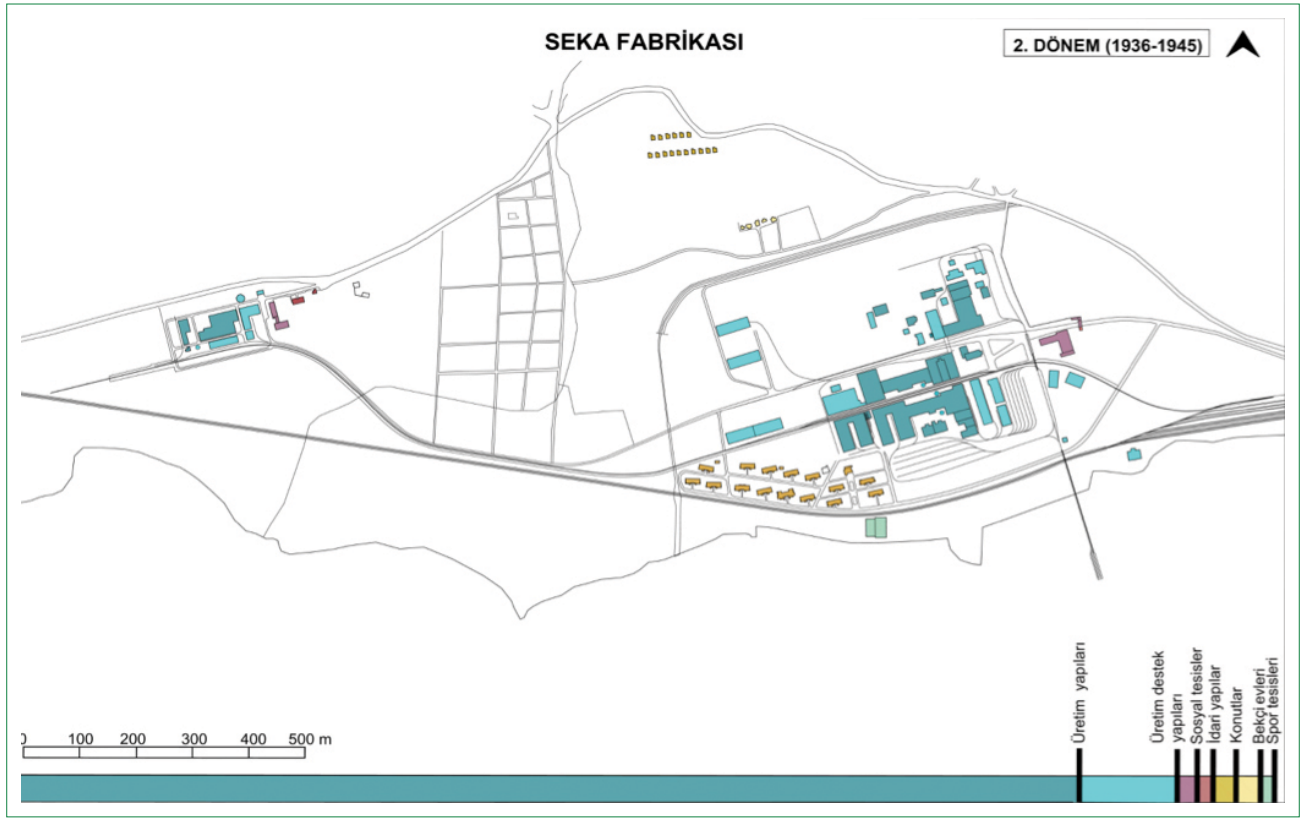 SEKA FABRİKASI
2. DÖNEM (1936-1945)
0 100 200 300 400 500 m
Üretim yapıları
Üretim destek
yapıları
Sosyal tesisler
İdari yapılar
Konutlar
Bekçi evleri
Spor tesisleri